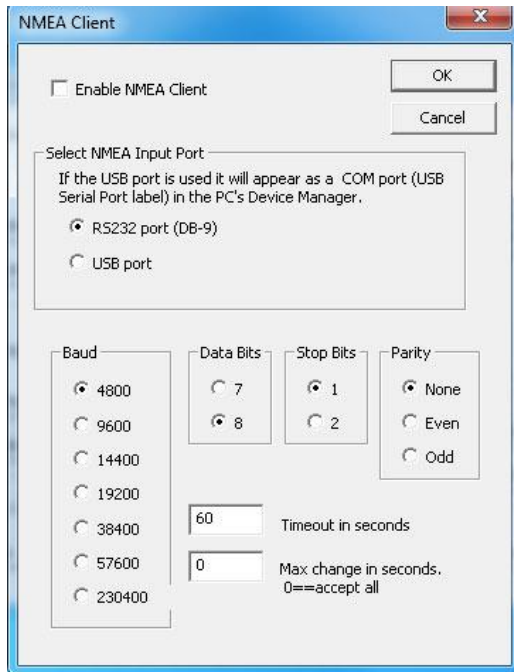 NMEA Client
Enable NMEA Client
OK
Cancel
Select NMEA Input Port
If the USB port is used it will appear as a COM port (USB
Serial Port label) in the PC's Device Manager.
RS232 port (DB-9)
USB port
Baud
4800
9600
14400
19200
38400
57600
230400
Data Bits
7
8
Stop Bits
1
2
Parity
None
Even
Odd
60
Timeout in seconds
0
Max change in seconds.
0==accept all